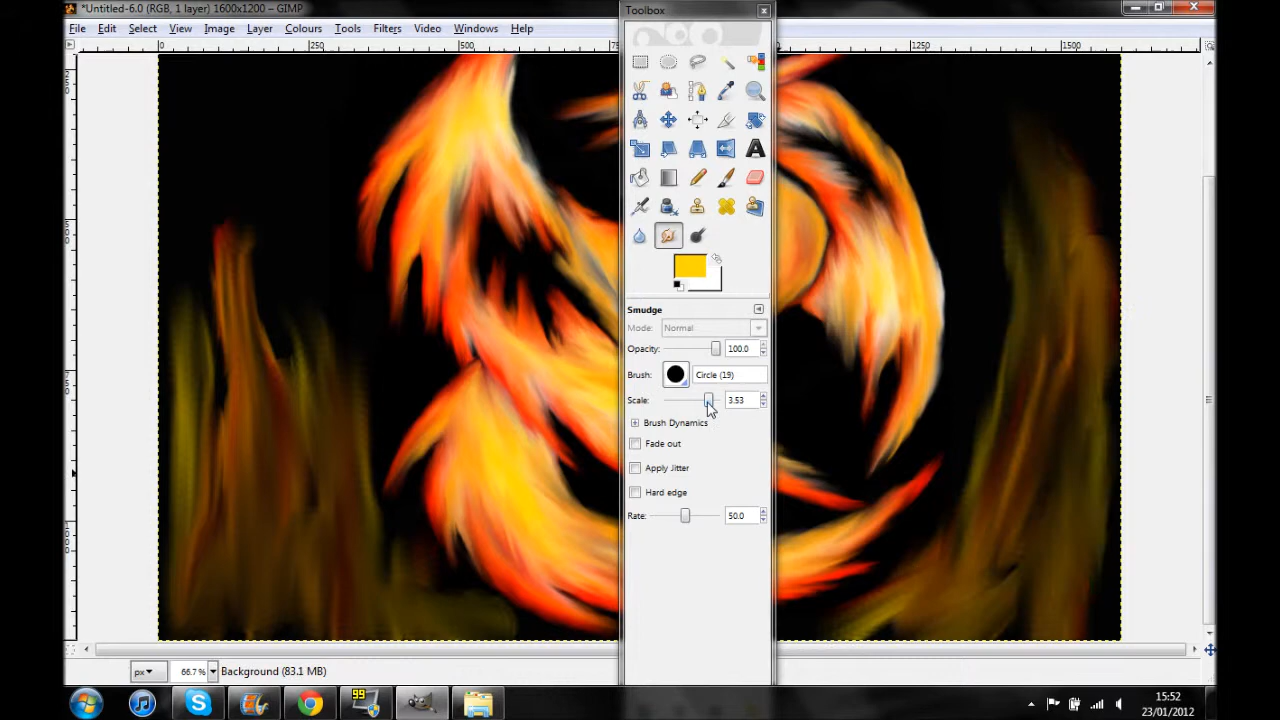 *Untitled-6.0 (RGB, 1 layer) 1600x1200 – GIMP
Toolbox
File Edit Select View Image Layer Colours Tools Filters Video Windows Help
0 250 500 1250 1500
Smudge
Mode: Normal
Opacity: 100.0
Brush: Circle (19)
Scale: 3.53
Brush Dynamics
Fade out
Apply Jitter
Hard edge
Rate: 50.0
px 66.7% Background (83.1 MB)
99
15:52
23/01/2012